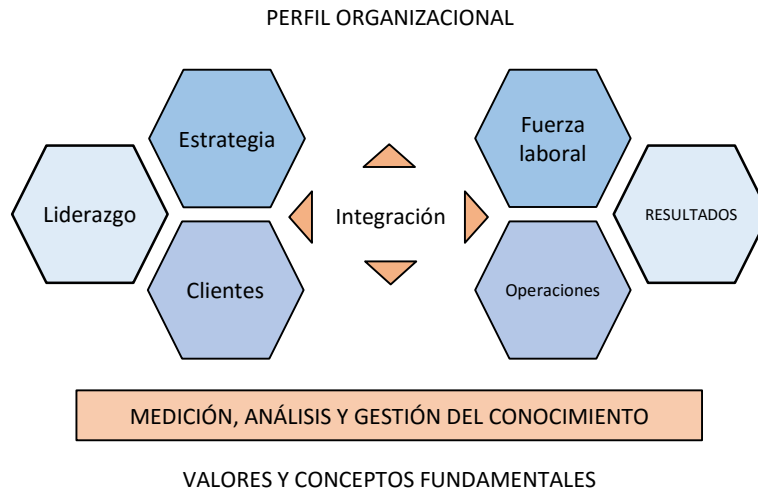 PERFIL ORGANIZACIONAL
Estrategia
Fuerza
laboral
Liderazgo
Integración
RESULTADOS
Clientes
Operaciones
MEDICIÓN, ANÁLISIS Y GESTIÓN DEL CONOCIMIENTO
VALORES Y CONCEPTOS FUNDAMENTALES